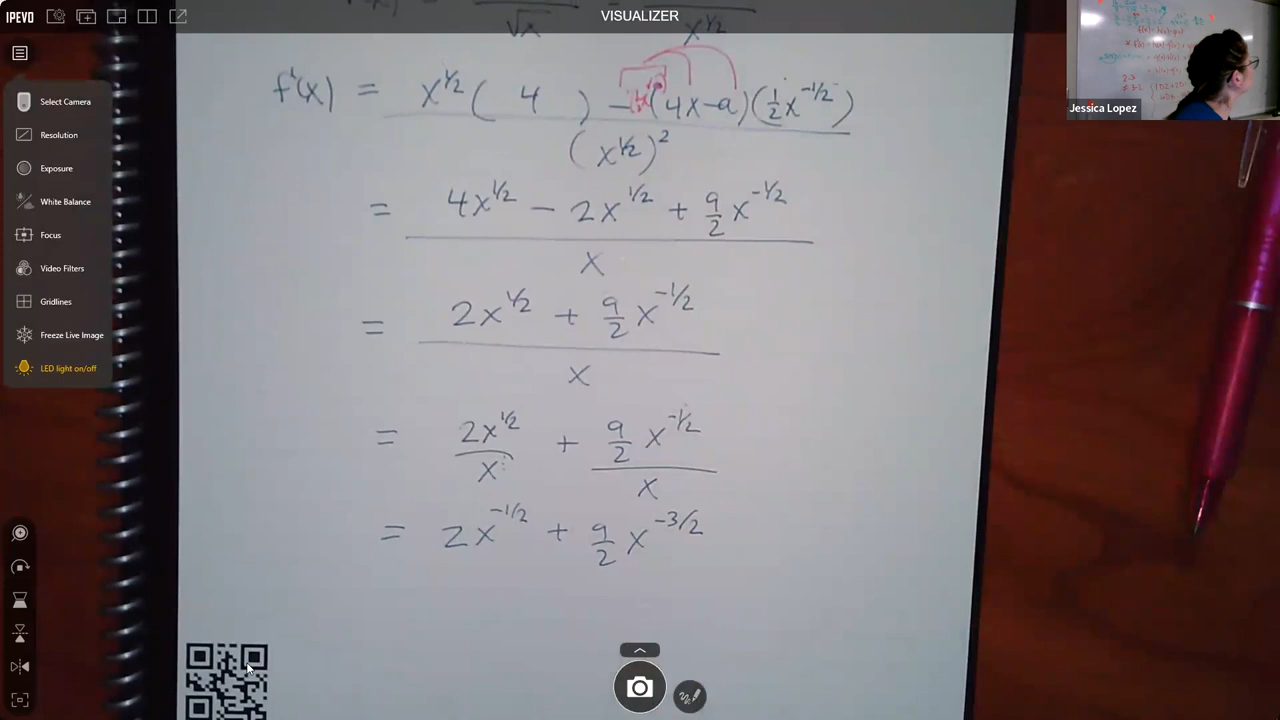 IPEVO
VISUALIZER
Select Camera
Resolution
Exposure
White Balance
Focus
Video Filters
Gridlines
Freeze Live Image
LED light on/off
Jessica Lopez
√x
x^1/2
f'(x) = x^1/2 ( 4 ) - (4x-9)(1/2 x^-1/2)
(x^1/2)^2
= 4x^1/2 - 2x^1/2 + 9/2 x^-1/2
x
= 2x^1/2 + 9/2 x^-1/2
x
= 2x^1/2 / x + 9/2 x^-1/2 / x
= 2x^-1/2 + 9/2 x^-3/2